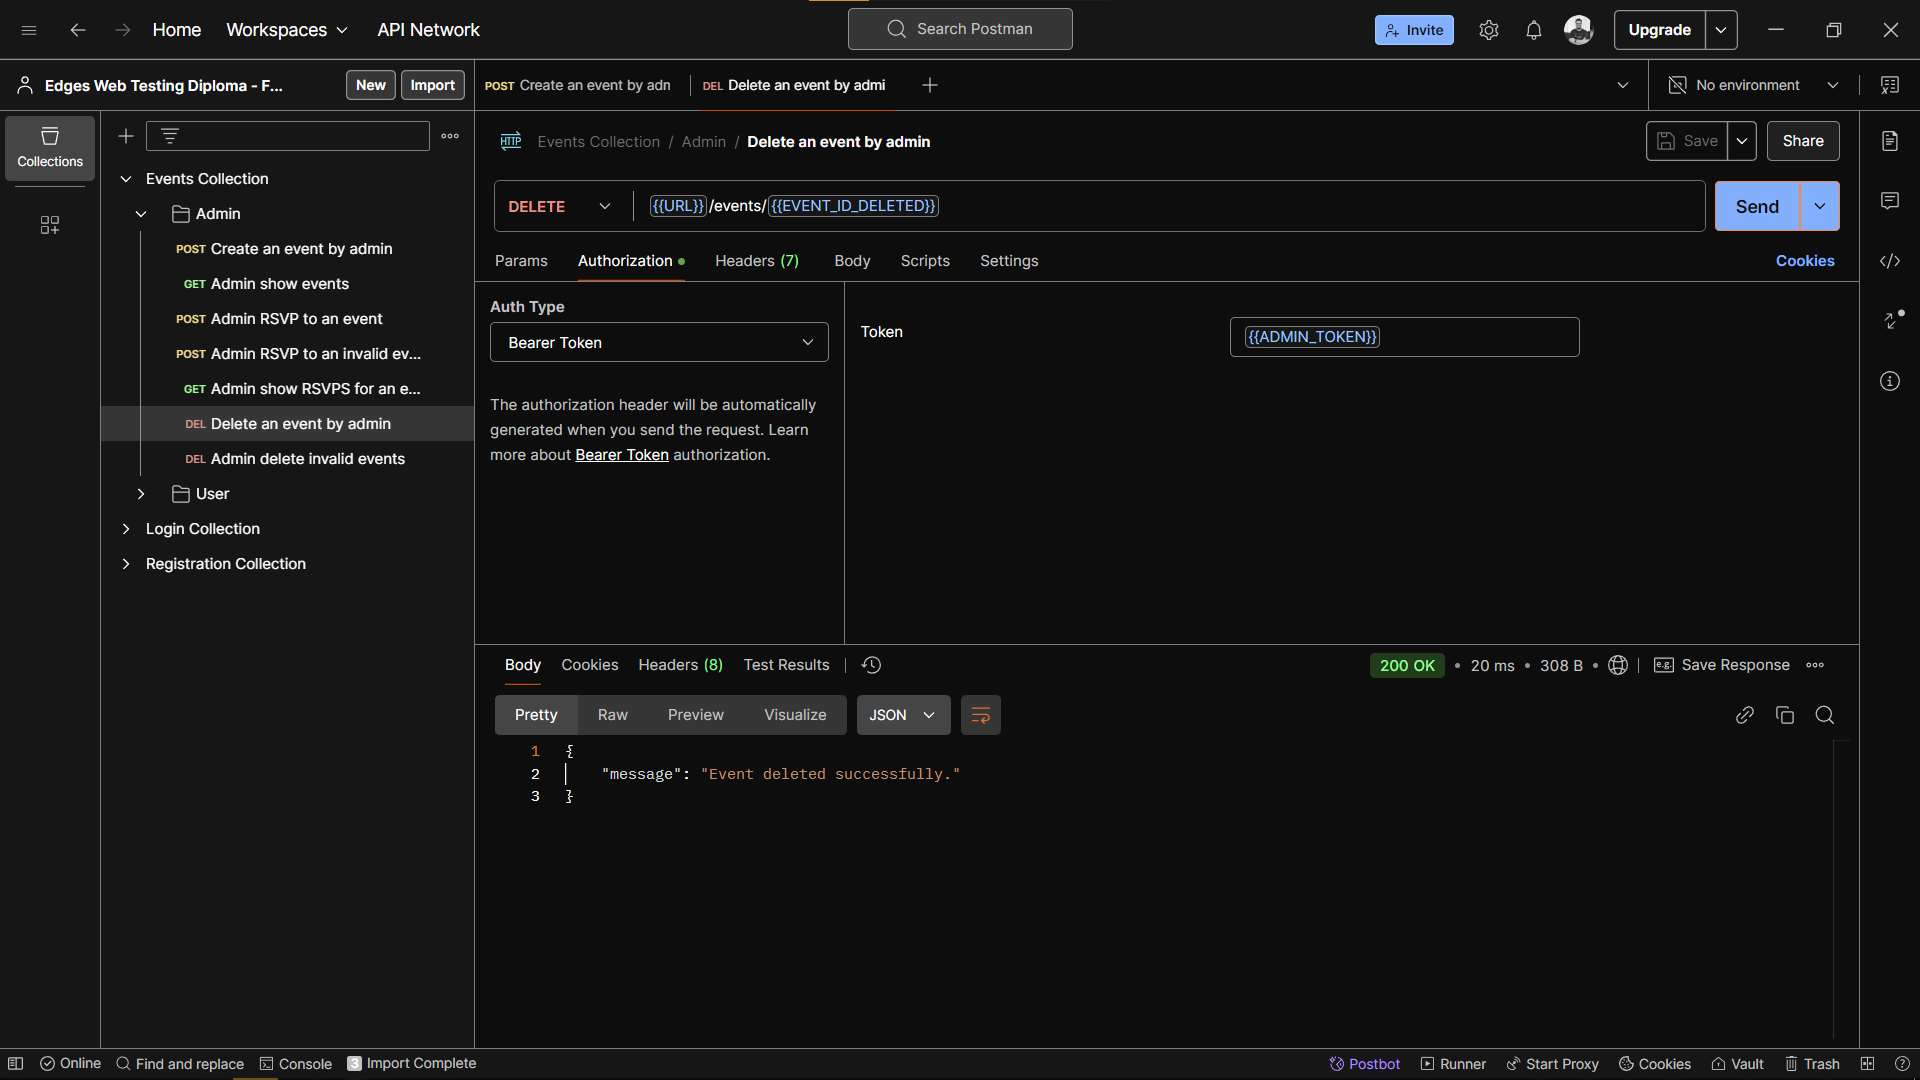 Home
Workspaces
API Network
Search Postman
Invite
Upgrade
Edges Web Testing Diploma - F...
New
Import
POST Create an event by adn
DEL Delete an event by admi
No environment
Collections
Events Collection
Admin
POST Create an event by admin
GET Admin show events
POST Admin RSVP to an event
POST Admin RSVP to an invalid ev...
GET Admin show RSVPS for an e...
DEL Delete an event by admin
DEL Admin delete invalid events
User
Login Collection
Registration Collection
HTTP Events Collection / Admin / Delete an event by admin
Save
Share
DELETE
{{URL}}/events/{{EVENT_ID_DELETED}}
Send
Params
Authorization
Headers (7)
Body
Scripts
Settings
Cookies
Auth Type
Bearer Token
The authorization header will be automatically
generated when you send the request. Learn
more about Bearer Token authorization.
Token
{{ADMIN_TOKEN}}
Body
Cookies
Headers (8)
Test Results
200 OK • 20 ms • 308 B •
e.g. Save Response
Pretty
Raw
Preview
Visualize
JSON
1 {
2 "message": "Event deleted successfully."
3 }
Online
Find and replace
Console
3 Import Complete
Postbot
Runner
Start Proxy
Cookies
Vault
Trash